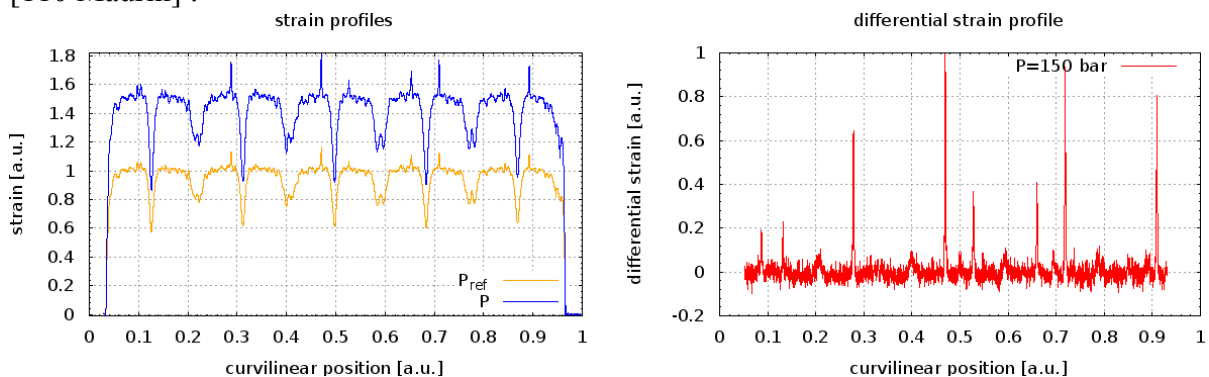 [110 Maurin] .
strain profiles
strain [a.u.]
1.8
1.6
1.4
1.2
1
0.8
0.6
0.4
0.2
0
P_ref
P
0 0.1 0.2 0.3 0.4 0.5 0.6 0.7 0.8 0.9 1
curvilinear position [a.u.]
differential strain profile
differential strain [a.u.]
1
0.8
0.6
0.4
0.2
0
-0.2
P=150 bar
0 0.1 0.2 0.3 0.4 0.5 0.6 0.7 0.8 0.9 1
curvilinear position [a.u.]